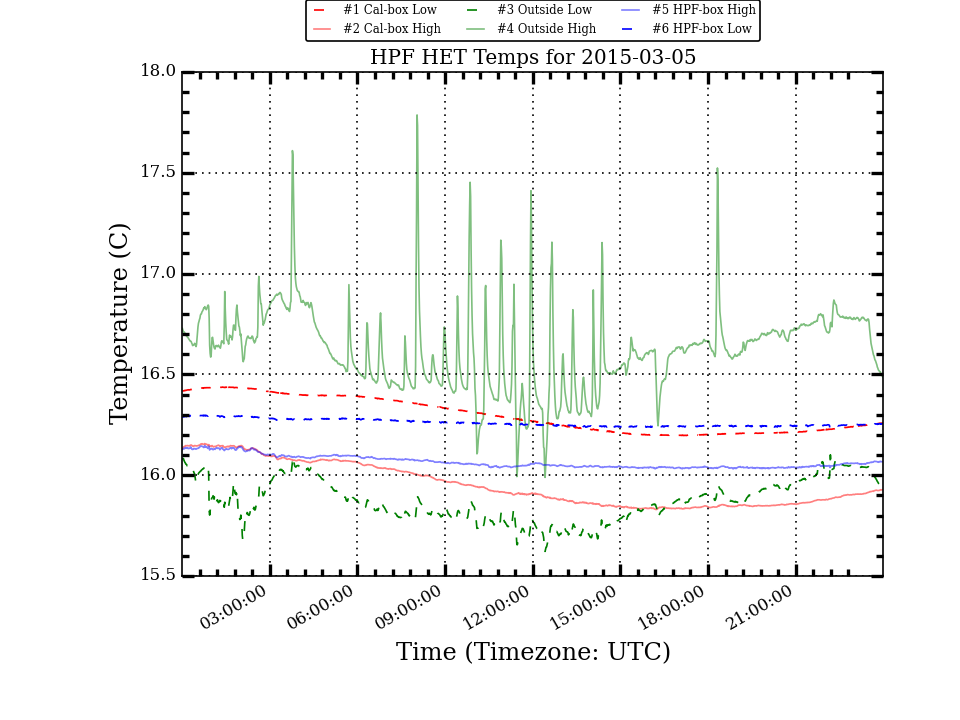 #1 Cal-box Low #3 Outside Low #5 HPF-box High
#2 Cal-box High #4 Outside High #6 HPF-box Low
HPF HET Temps for 2015-03-05
18.0
17.5
17.0
16.5
16.0
15.5
Temperature (C)
03:00:00 06:00:00 09:00:00 12:00:00 15:00:00 18:00:00 21:00:00
Time (Timezone: UTC)